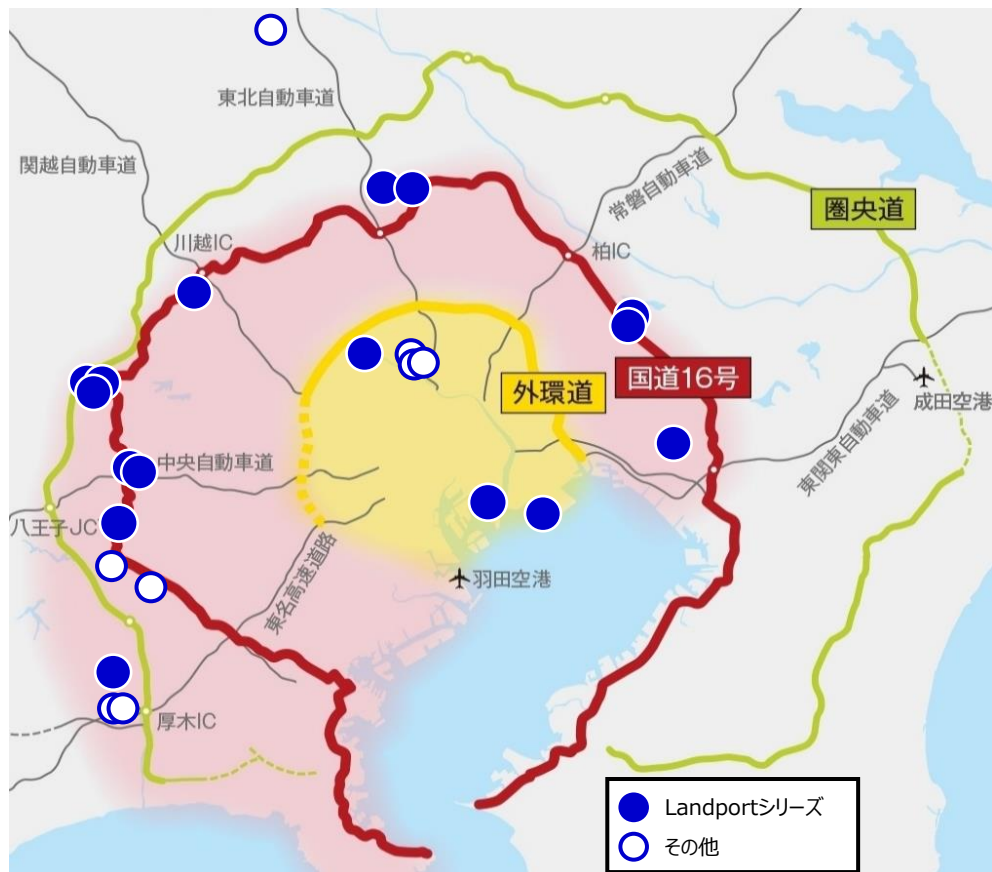 東北自動車道
関越自動車道
常磐自動車道
圏央道
川越IC
柏IC
国道16号
外環道
成田空港
東関東自動車道
中央自動車道
八王子JC
羽田空港
東名高速道路
厚木IC
Landportシリーズ
その他